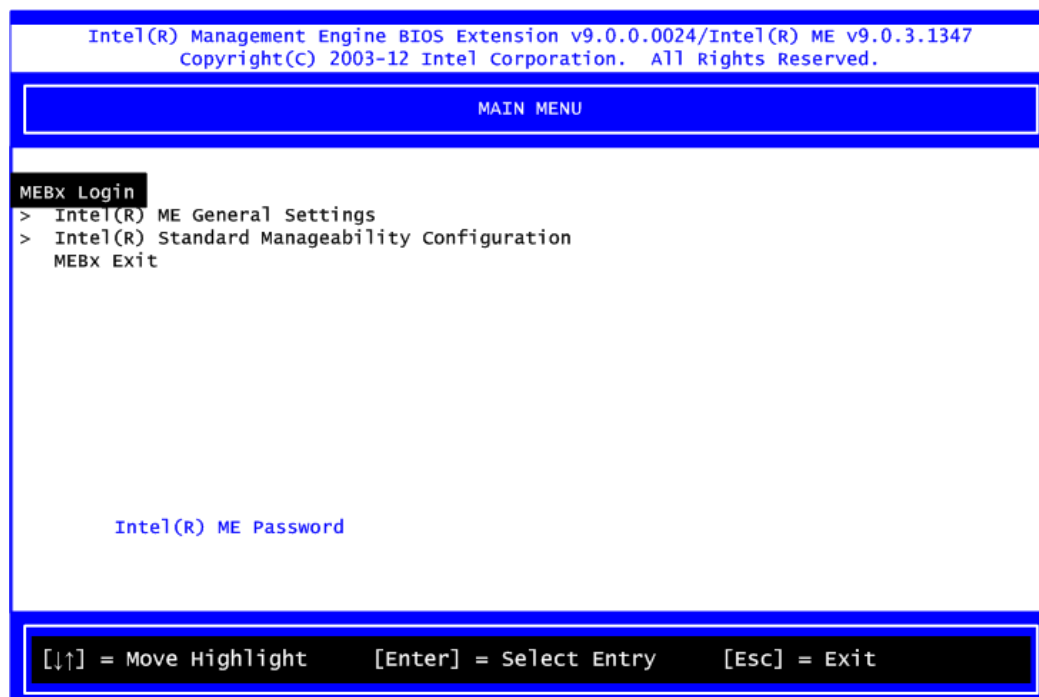 Intel(R) Management Engine BIOS Extension v9.0.0.0024/Intel(R) ME v9.0.3.1347
Copyright(C) 2003-12 Intel Corporation.  All Rights Reserved.
MAIN MENU
MEBx Login
> Intel(R) ME General Settings
> Intel(R) Standard Manageability Configuration
MEBx Exit
Intel(R) ME Password
[↓↑] = Move Highlight [Enter] = Select Entry [Esc] = Exit